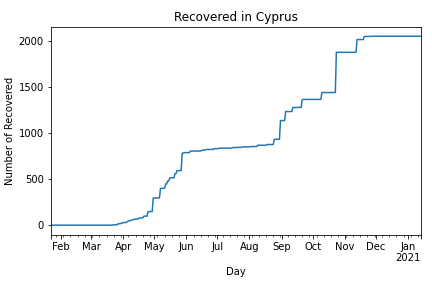 Recovered in Cyprus
Number of Recovered
2000
1500
1000
500
0
Feb Mar Apr May Jun Jul Aug Sep Oct Nov Dec Jan
2021
Day